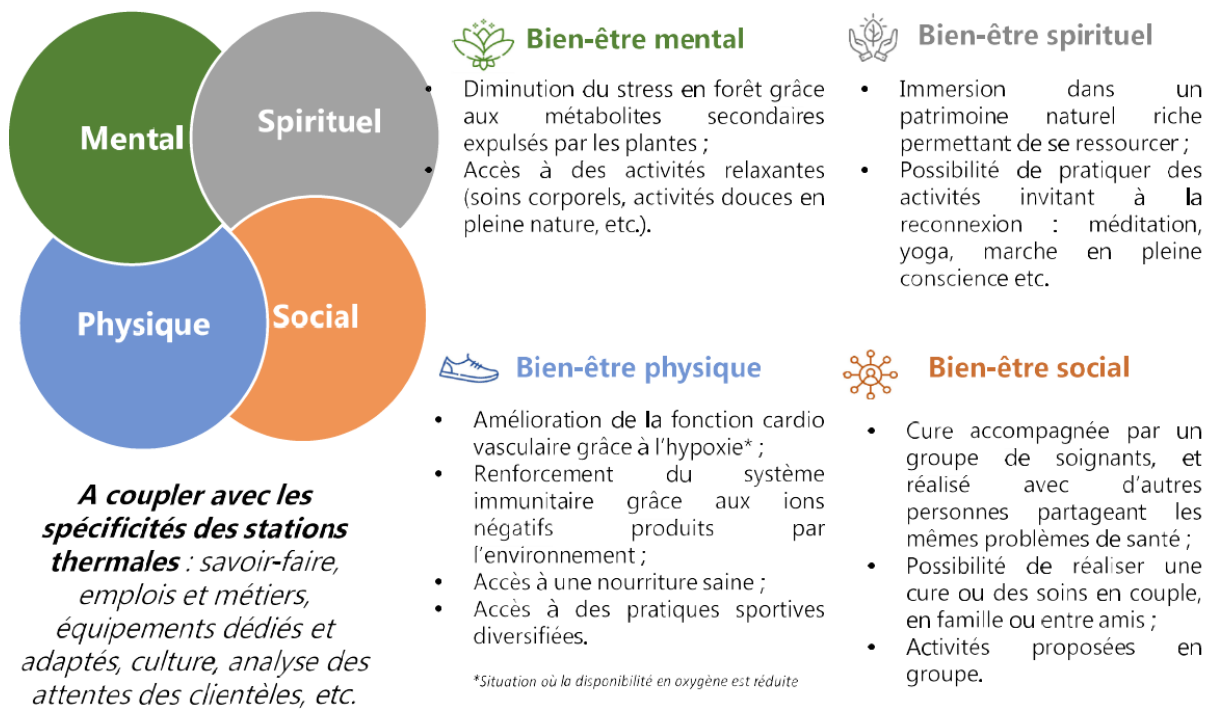 Mental
Spirituel
Physique
Social
A coupler avec les
spécificités des stations
thermales : savoir-faire,
emplois et métiers,
équipements dédiés et
adaptés, culture, analyse des
attentes des clientèles, etc.
Bien-être mental
• Diminution du stress en forêt grâce
aux métabolites secondaires
expulsés par les plantes ;
• Accès à des activités relaxantes
(soins corporels, activités douces en
pleine nature, etc.).
Bien-être spirituel
• Immersion dans un
patrimoine naturel riche
permettant de se ressourcer ;
• Possibilité de pratiquer des
activités invitant à la
reconnexion : méditation,
yoga, marche en pleine
conscience etc.
Bien-être physique
• Amélioration de la fonction cardio
vasculaire grâce à l'hypoxie* ;
• Renforcement du système
immunitaire grâce aux ions
négatifs produits par
l'environnement ;
• Accès à une nourriture saine ;
• Accès à des pratiques sportives
diversifiées.
*Situation où la disponibilité en oxygène est réduite
Bien-être social
• Cure accompagnée par un
groupe de soignants, et
réalisé avec d'autres
personnes partageant les
mêmes problèmes de santé ;
• Possibilité de réaliser une
cure ou des soins en couple,
en famille ou entre amis ;
• Activités proposées en
groupe.